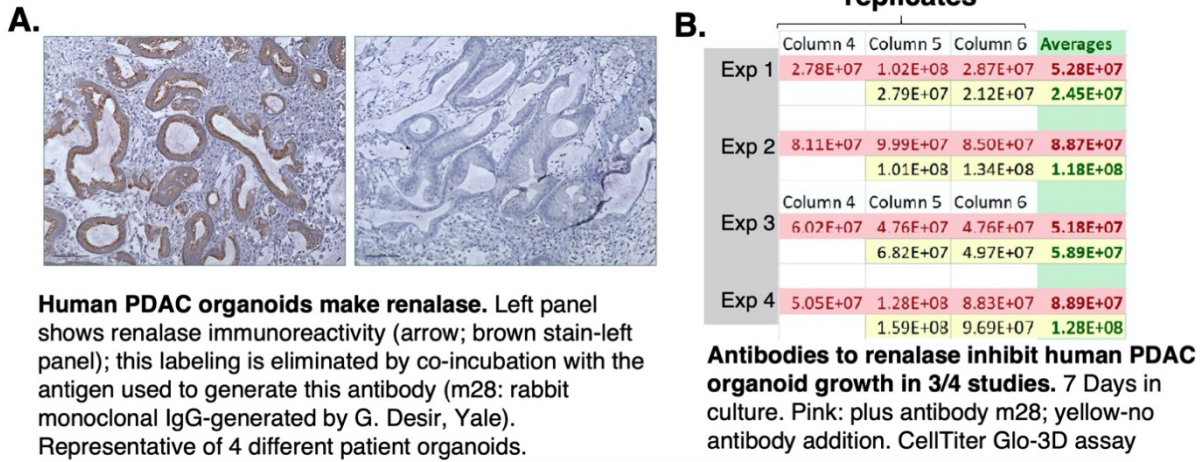 A.
Human PDAC organoids make renalase. Left panel
shows renalase immunoreactivity (arrow; brown stain-left
panel); this labeling is eliminated by co-incubation with the
antigen used to generate this antibody (m28: rabbit
monoclonal IgG-generated by G. Desir, Yale).
Representative of 4 different patient organoids.
replicates
B.
Column 4 Column 5 Column 6 Averages
Exp 1 2.78E+07 1.02E+08 2.87E+07 5.28E+07
2.79E+07 2.12E+07 2.45E+07
Exp 2 8.11E+07 9.99E+07 8.50E+07 8.87E+07
1.01E+08 1.34E+08 1.18E+08
Column 4 Column 5 Column 6
Exp 3 6.02E+07 4.76E+07 4.76E+07 5.18E+07
6.82E+07 4.97E+07 5.89E+07
Exp 4 5.05E+07 1.28E+08 8.83E+07 8.89E+07
1.59E+08 9.69E+07 1.28E+08
Antibodies to renalase inhibit human PDAC
organoid growth in 3/4 studies. 7 Days in
culture. Pink: plus antibody m28; yellow-no
antibody addition. CellTiter Glo-3D assay